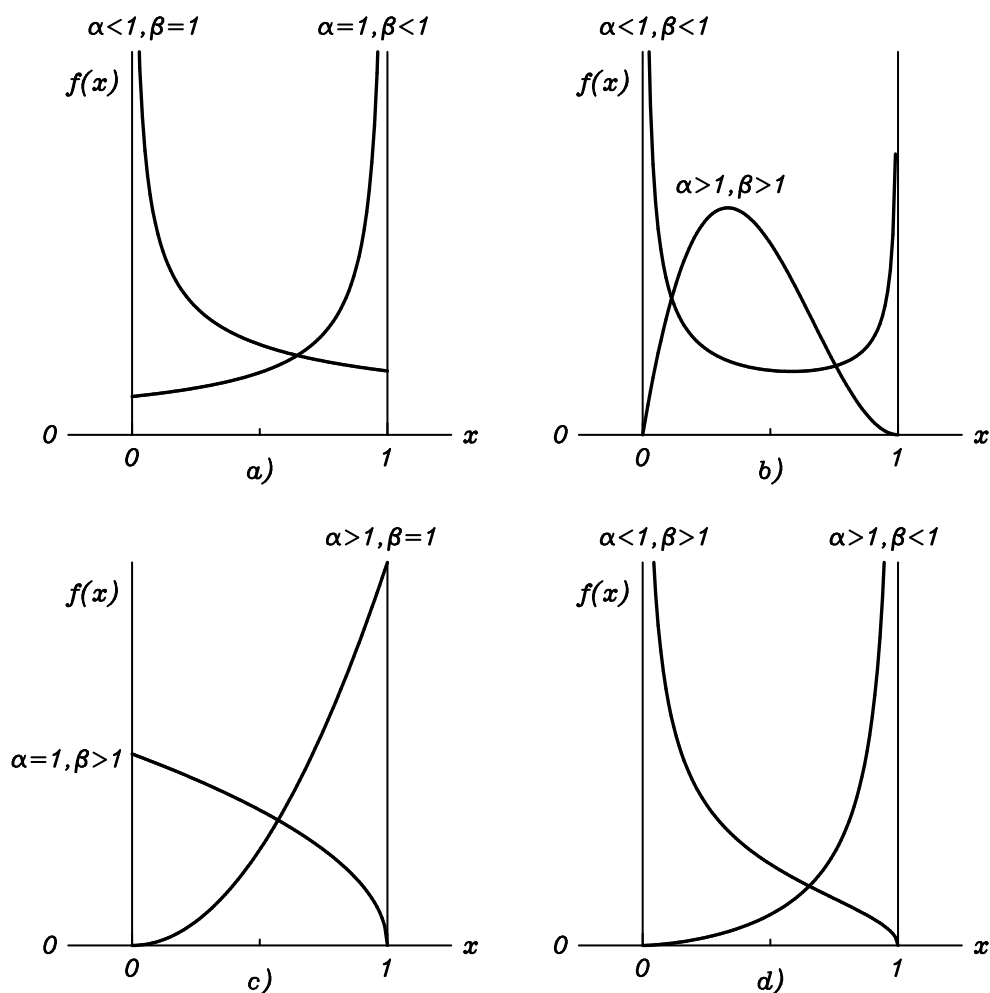 α<1,β=1 α=1,β<1
f(x)
0 x
0 1
a)
α<1,β<1
f(x)
α>1,β>1
0 x
0 1
b)
α>1,β=1
f(x)
α=1,β>1
0 x
0 1
c)
α<1,β>1 α>1,β<1
f(x)
0 x
0 1
d)